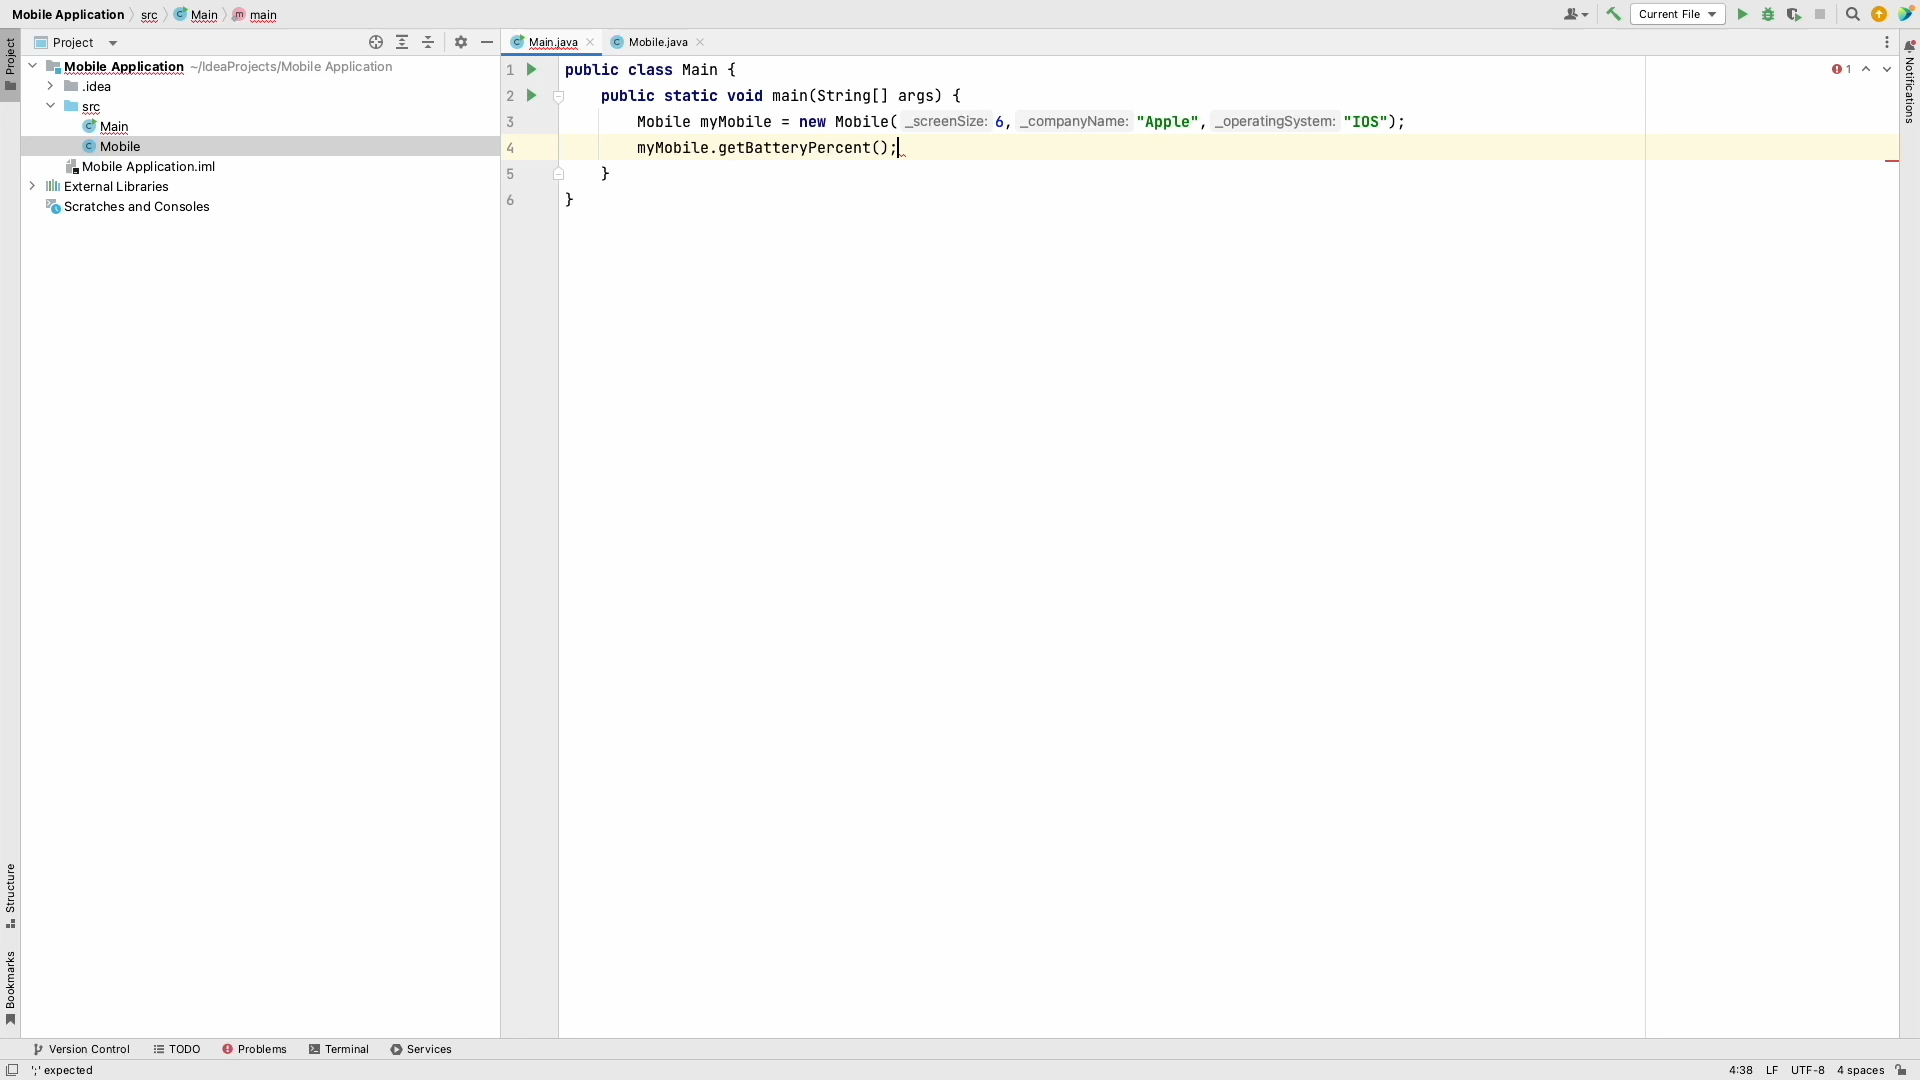 Mobile Application src Main main
Current File
Project
Main.java
Mobile.java
Project
Notifications
Mobile Application ~/IdeaProjects/Mobile Application
.idea
src
Main
Mobile
Mobile Application.iml
External Libraries
Scratches and Consoles
1 public class Main {
2 public static void main(String[] args) {
3 Mobile myMobile = new Mobile( _screenSize: 6, _companyName: "Apple", _operatingSystem: "IOS");
4 myMobile.getBatteryPercent();
5 }
6 }
1
Structure
Bookmarks
Version Control TODO Problems Terminal Services
';' expected
4:38 LF UTF-8 4 spaces